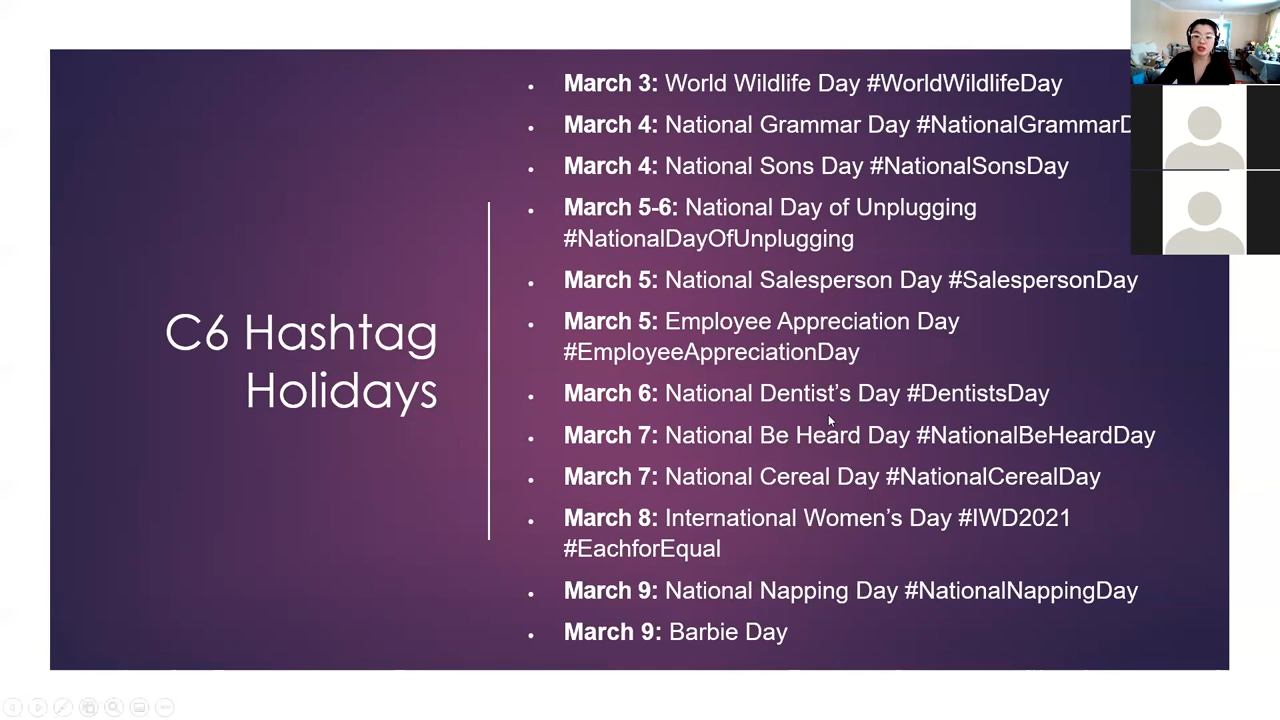 C6 Hashtag
Holidays
March 3: World Wildlife Day #WorldWildlifeDay
March 4: National Grammar Day
March 4: National Sons Day #NationalSonsDay
March 5-6: National Day of Unplugging
#NationalDayOfUnplugging
March 5: National Salesperson Day #SalespersonDay
March 5: Employee Appreciation Day
#EmployeeAppreciationDay
March 6: National Dentist’s Day #DentistsDay
March 7: National Be Heard Day #NationalBeHeardDay
March 7: National Cereal Day #NationalCerealDay
March 8: International Women’s Day #IWD2021
#EachforEqual
March 9: National Napping Day #NationalNappingDay
March 9: Barbie Day